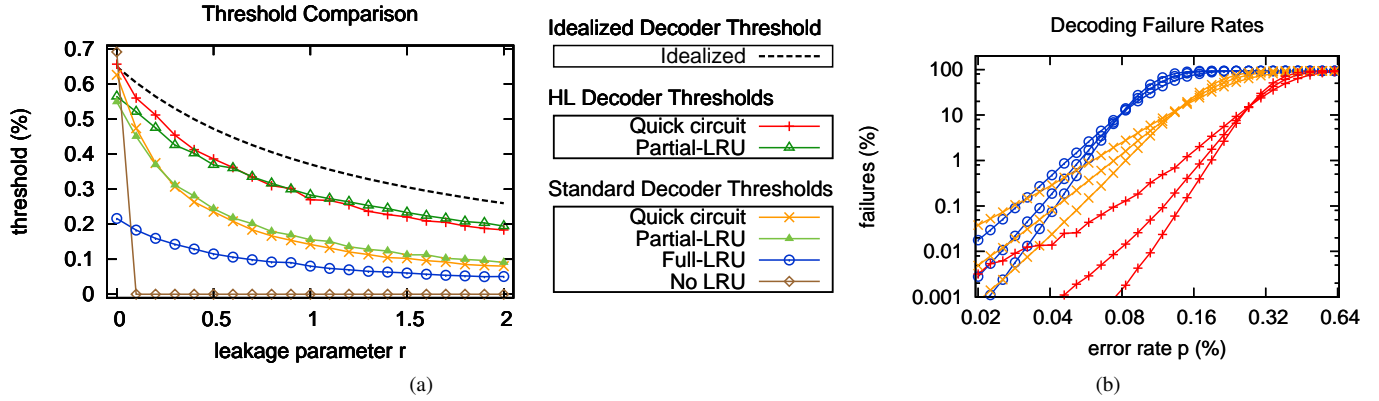 Threshold Comparison
0.7
0.6
0.5
0.4
0.3
0.2
0.1
0
threshold (%)
0 0.5 1 1.5 2
leakage parameter r
(a)
Idealized Decoder Threshold
Idealized
HL Decoder Thresholds
Quick circuit
Partial-LRU
Standard Decoder Thresholds
Quick circuit
Partial-LRU
Full-LRU
No LRU
Decoding Failure Rates
100
10
1
0.1
0.01
0.001
failures (%)
0.02 0.04 0.08 0.16 0.32 0.64
error rate p (%)
(b)